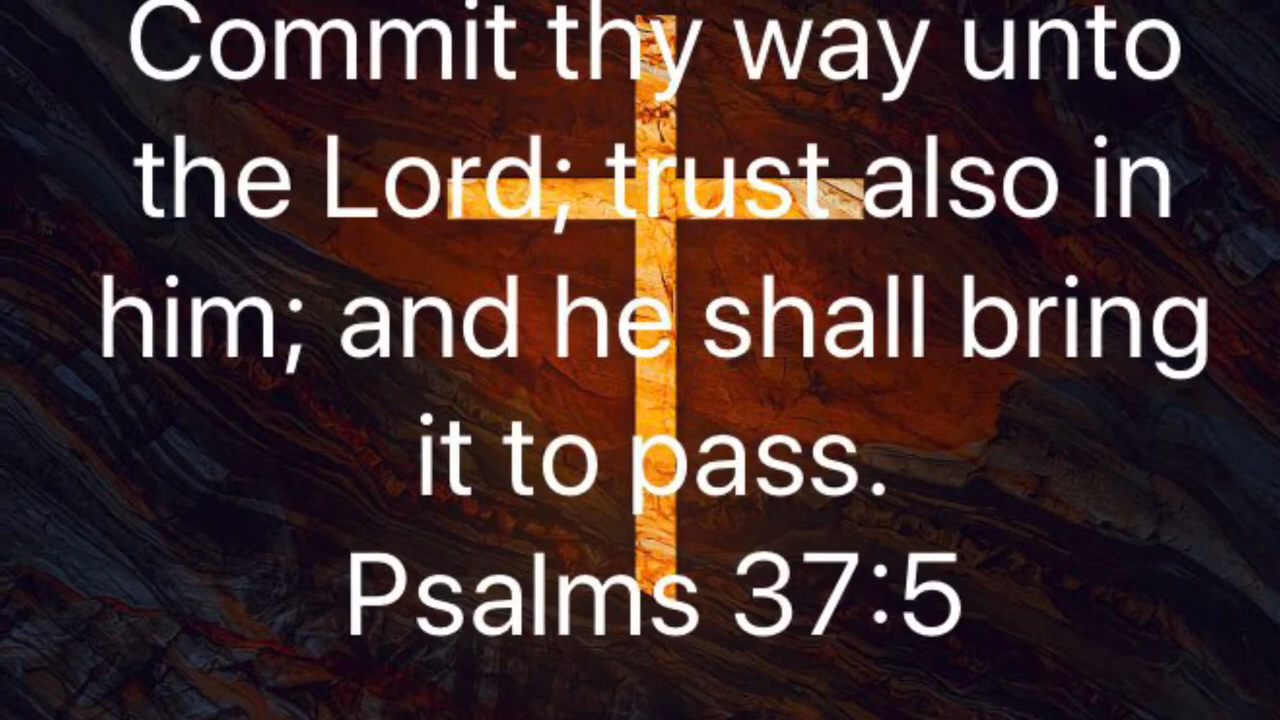 Commit thy way unto
the Lord; trust also in
him; and he shall bring
it to pass.
Psalms 37:5